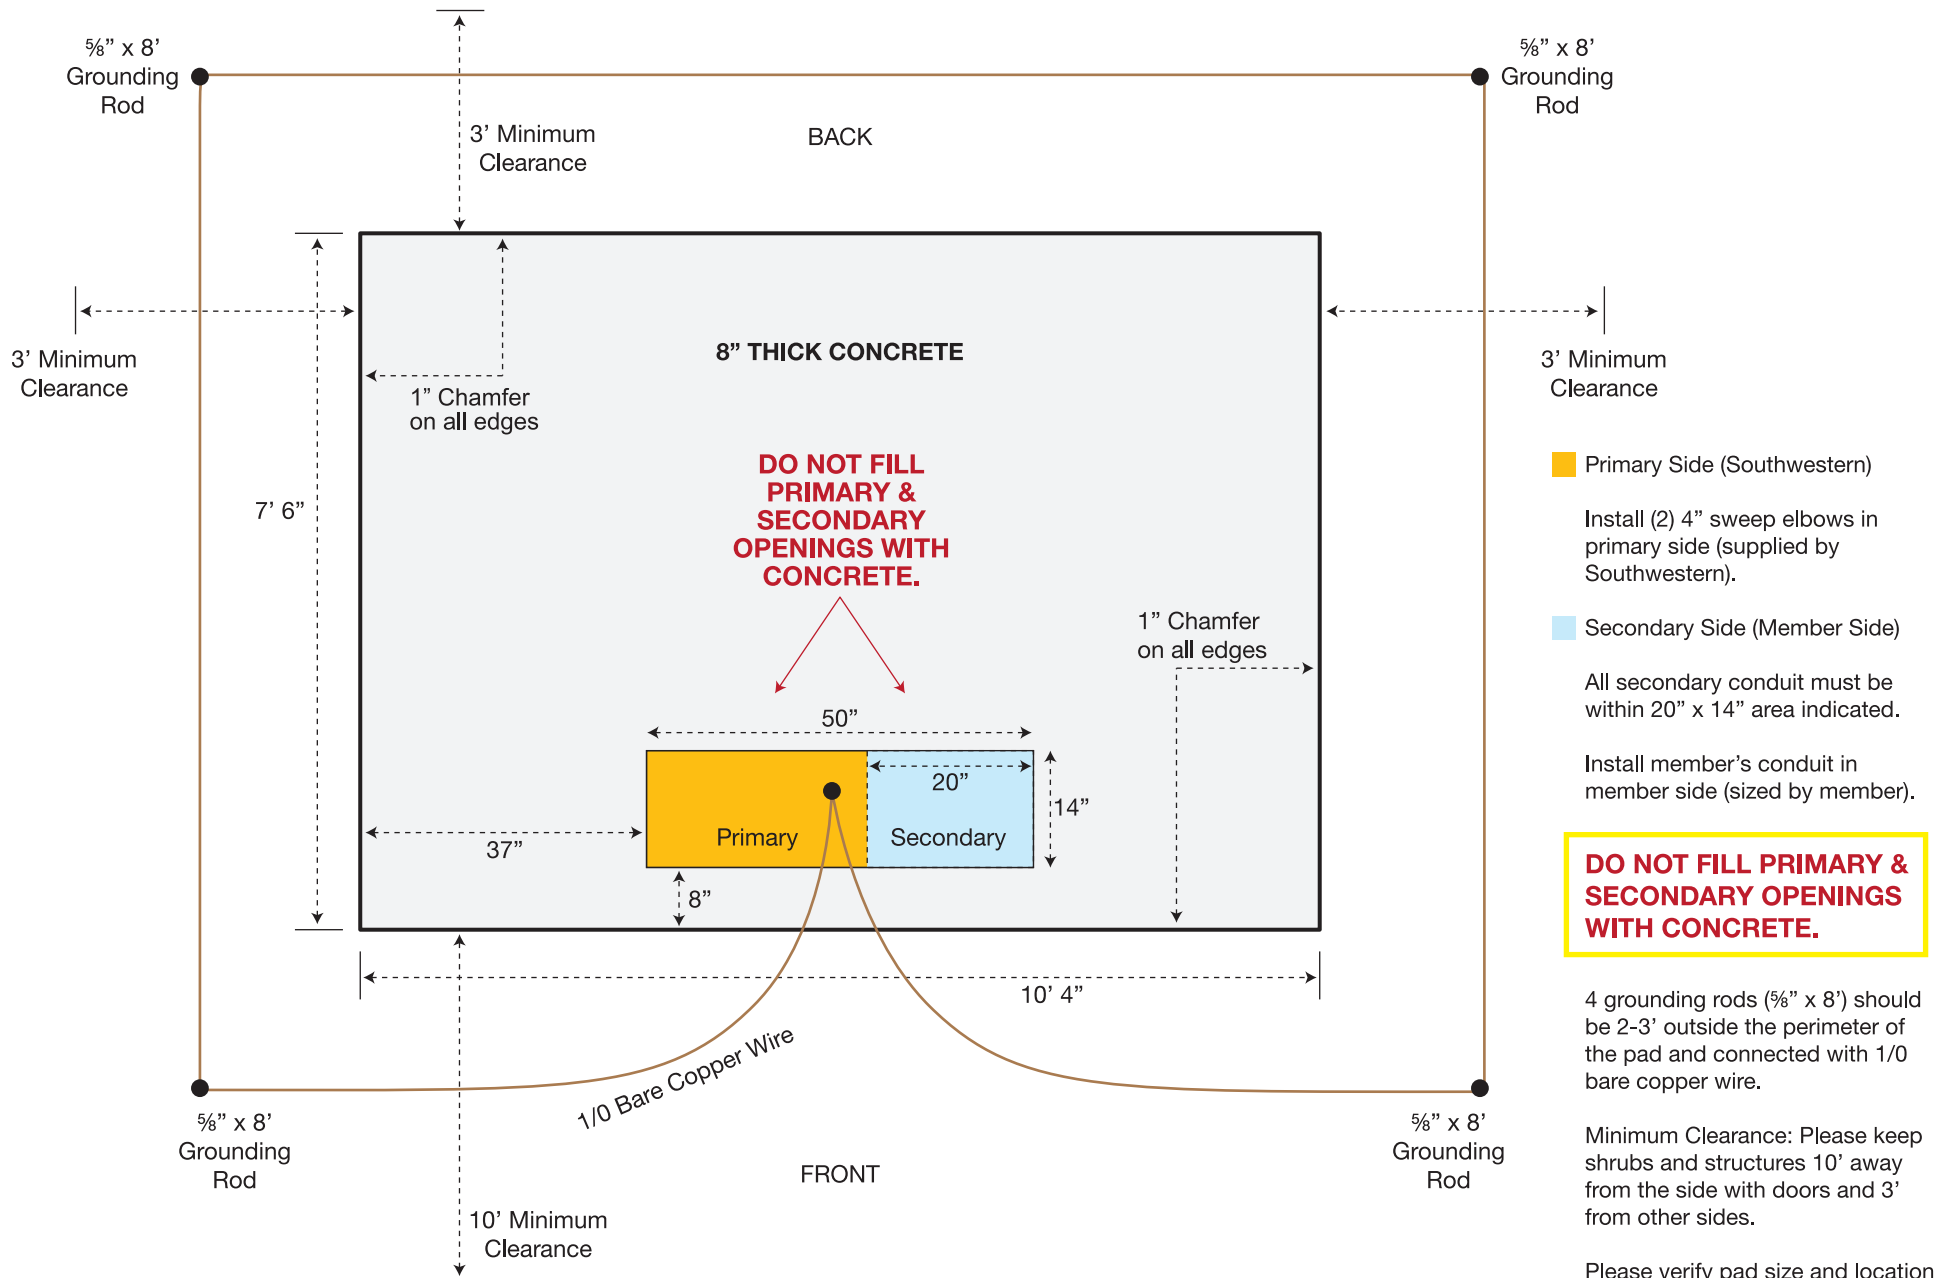 ⅝” x 8’
Grounding
Rod
⅝” x 8’
Grounding
Rod
3’ Minimum
Clearance
BACK
3’ Minimum
Clearance
8” THICK CONCRETE
3’ Minimum
Clearance
1” Chamfer
on all edges
7’ 6”
DO NOT FILL
PRIMARY &
SECONDARY
OPENINGS WITH
CONCRETE.
1” Chamfer
on all edges
50”
20”
14”
Primary
Secondary
37”
8”
10’ 4”
1/0 Bare Copper Wire
⅝” x 8’
Grounding
Rod
FRONT
⅝” x 8’
Grounding
Rod
10’ Minimum
Clearance
Primary Side (Southwestern)
Install (2) 4” sweep elbows in
primary side (supplied by
Southwestern).
Secondary Side (Member Side)
All secondary conduit must be
within 20” x 14” area indicated.
Install member’s conduit in
member side (sized by member).
DO NOT FILL PRIMARY &
SECONDARY OPENINGS
WITH CONCRETE.
4 grounding rods (⅝” x 8’) should
be 2-3’ outside the perimeter of
the pad and connected with 1/0
bare copper wire.
Minimum Clearance: Please keep
shrubs and structures 10’ away
from the side with doors and 3’
from other sides.
Please verify pad size and location